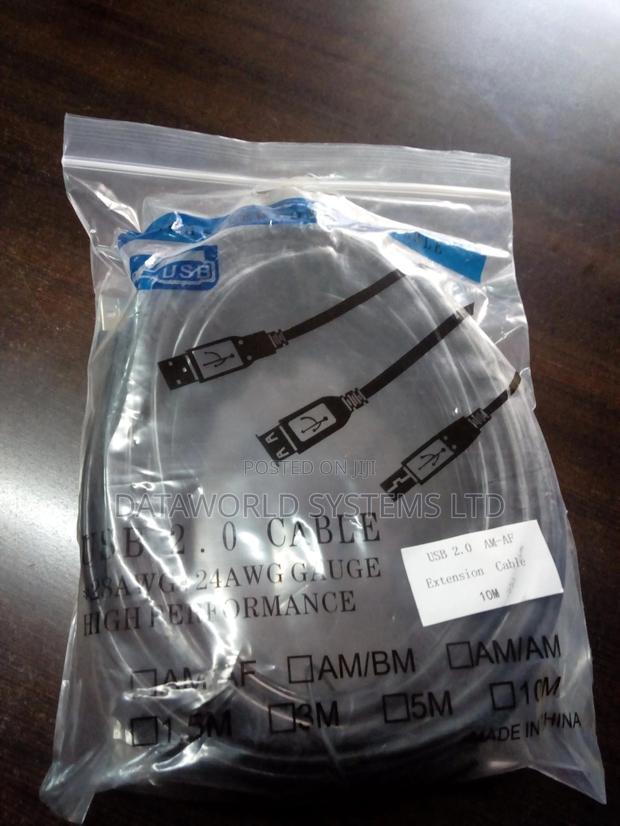 USB
POSTED ON JIJI
DATAWORLD SYSTEMS LTD
USB 2.0 CABLE
*28AWG+24AWG GAUGE
HIGH PERFORMANCE
USB 2.0 AM-AF
Extension Cable
10M
AM/AF AM/BM AM/AM
1.5M 3M 5M 10M
MADE IN CHINA